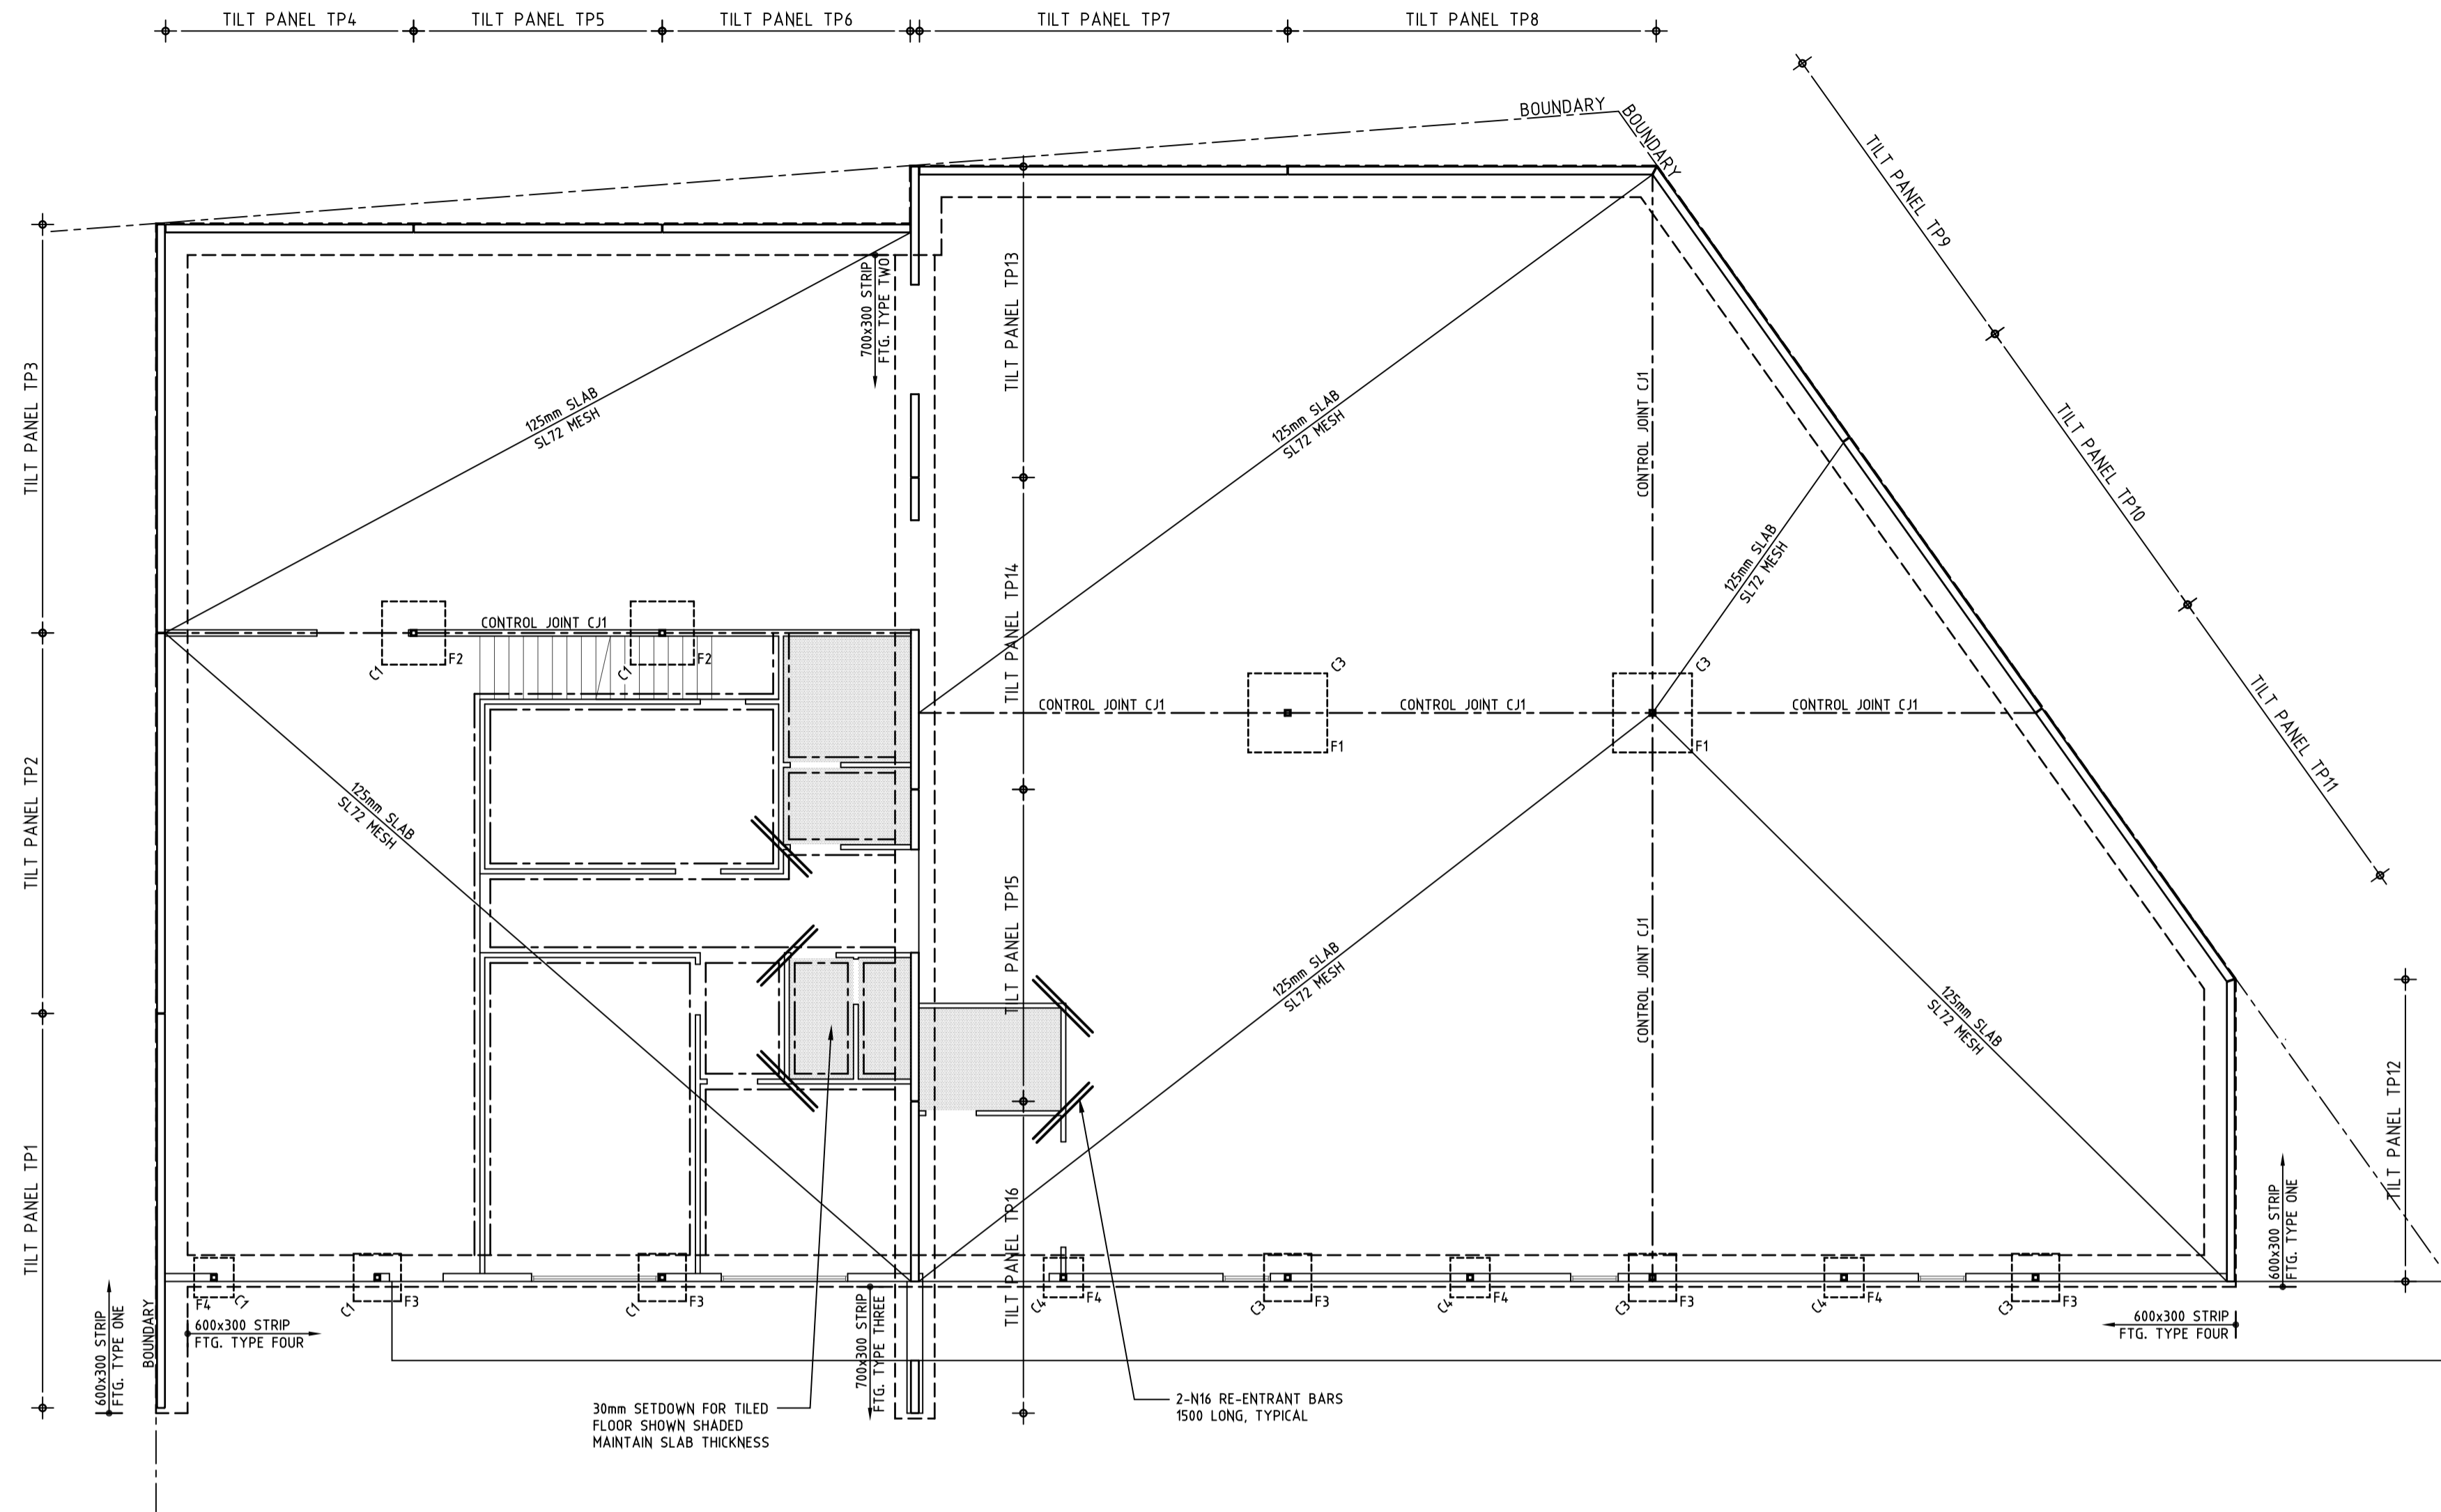 TILT PANEL TP4
TILT PANEL TP5
TILT PANEL TP6
TILT PANEL TP7
TILT PANEL TP8
BOUNDARY
BOUNDARY
TILT PANEL TP9
TILT PANEL TP10
TILT PANEL TP11
TILT PANEL TP12
TILT PANEL TP3
TILT PANEL TP2
TILT PANEL TP1
700x300 STRIP
FTG. TYPE TWO
TILT PANEL TP13
TILT PANEL TP14
TILT PANEL TP15
TILT PANEL TP16
125mm SLAB
SL72 MESH
125mm SLAB
SL72 MESH
CONTROL JOINT CJ1
125mm SLAB
SL72 MESH
CONTROL JOINT CJ1
C1
F2
C1
F2
CONTROL JOINT CJ1
C3
F1
CONTROL JOINT CJ1
C3
F1
CONTROL JOINT CJ1
125mm SLAB
SL72 MESH
125mm SLAB
SL72 MESH
CONTROL JOINT CJ1
125mm SLAB
SL72 MESH
F4
C1
C1
F3
C1
F3
C4
F4
C3
F3
C4
F4
C3
F3
C4
F4
C3
F3
600x300 STRIP
FTG. TYPE ONE
BOUNDARY
600x300 STRIP
FTG. TYPE FOUR
700x300 STRIP
FTG. TYPE THREE
600x300 STRIP
FTG. TYPE FOUR
600x300 STRIP
FTG. TYPE ONE
30mm SETDOWN FOR TILED
FLOOR SHOWN SHADED
MAINTAIN SLAB THICKNESS
2-N16 RE-ENTRANT BARS
1500 LONG, TYPICAL